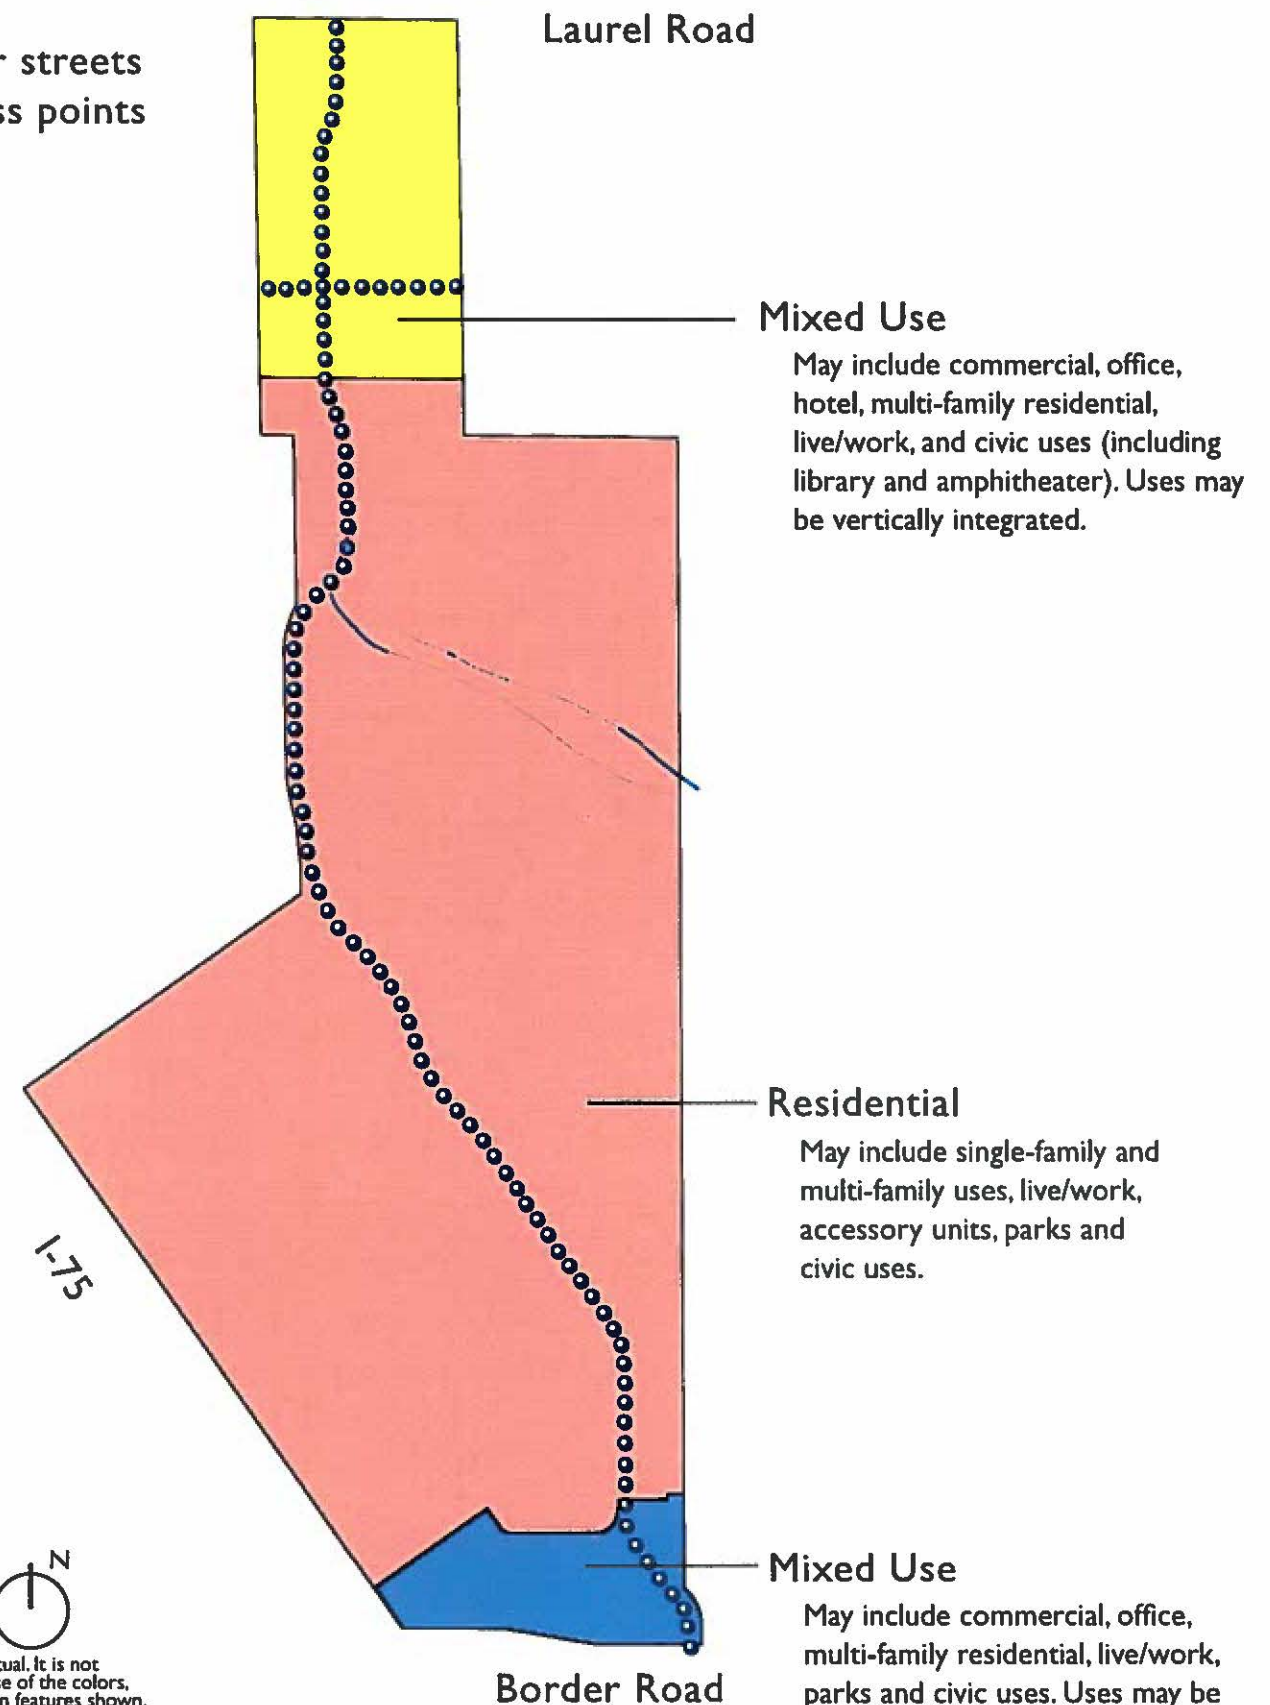 Laurel Road
r streets
ss points
Mixed Use
May include commercial, office,
hotel, multi-family residential,
live/work, and civic uses (including
library and amphitheater). Uses may
be vertically integrated.
Residential
May include single-family and
multi-family uses, live/work,
accessory units, parks and
civic uses.
I-75
N
Mixed Use
May include commercial, office,
multi-family residential, live/work,
parks and civic uses. Uses may be
tual. It is not
se of the colors,
n features shown.
Border Road